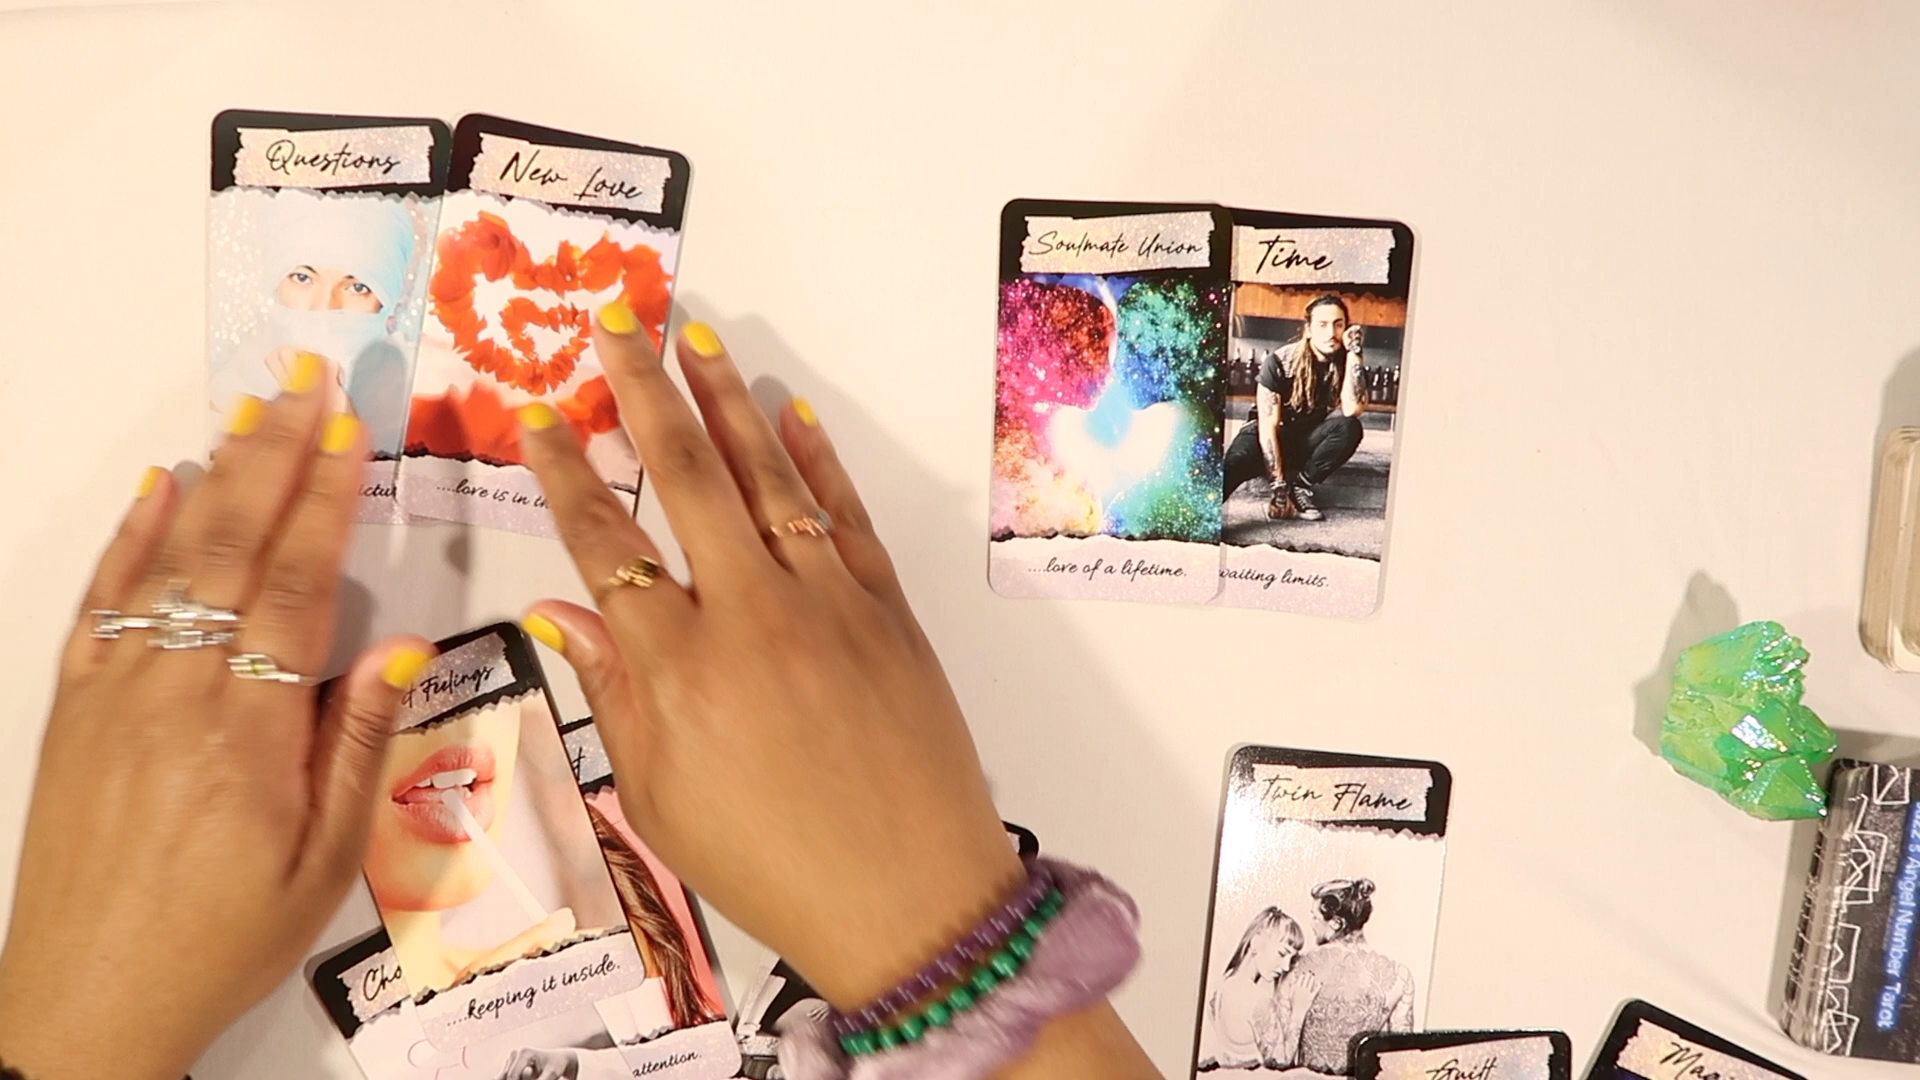 Questions
New Love
Soulmate Union
Time
....love is in
....love of a lifetime.
waiting limits.
Feelings
Twin Flame
....keeping it inside.
attention.
Guilt
Angel Number Tarot